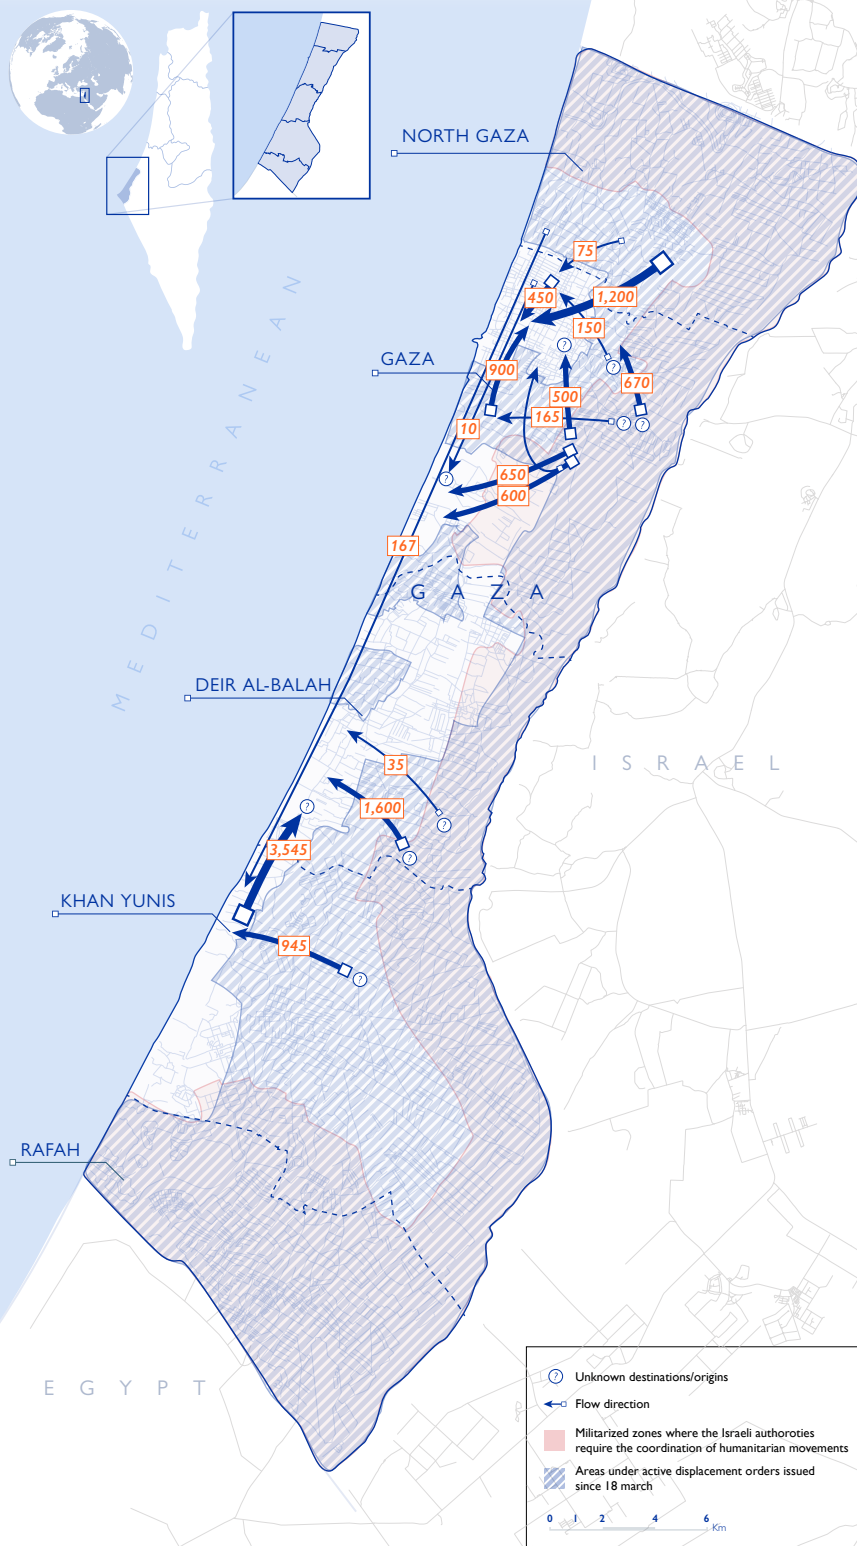 NORTH GAZA
75
450
1,200
150
?
GAZA
900
?
670
500
165
10
? ?
650
?
600
167
G A Z A
MEDITERRANEAN
DEIR AL-BALAH
ISRAEL
35
1,600
?
?
3,545
?
KHAN YUNIS
945
?
RAFAH
EGYPT
? Unknown destinations/origins
Flow direction
Militarized zones where the Israeli authoroties
require the coordination of humanitarian movements
Areas under active displacement orders issued
since 18 march
0 1 2 4 6
Km